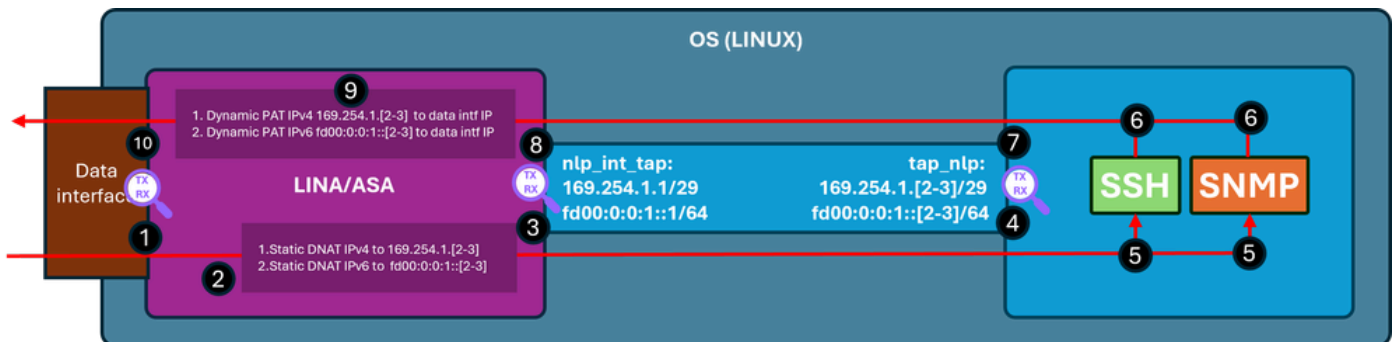 OS (LINUX)
9
1. Dynamic PAT IPv4 169.254.1.[2-3] to data intf IP
2. Dynamic PAT IPv6 fd00:0:0:1::[2-3] to data intf IP
10
8
7
6
6
Data
interfac
TX
RX
LINA/ASA
TX
RX
nlp_int_tap:
169.254.1.1/29
fd00:0:0:1::1/64
tap_nlp:
169.254.1.[2-3]/29
fd00:0:0:1::[2-3]/64
TX
RX
SSH
SNMP
1
2
1.Static DNAT IPv4 to 169.254.1.[2-3]
2.Static DNAT IPv6 to fd00:0:0:1::[2-3]
3
4
5
5